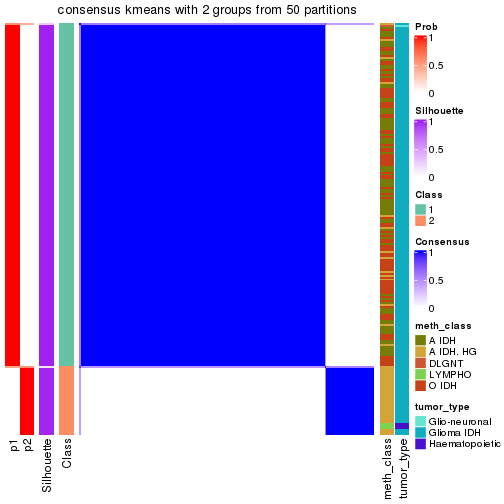 consensus kmeans with 2 groups from 50 partitions
Prob
1
0.5
0
Silhouette
1
0.5
0
Class
1
2
Consensus
1
0.5
0
meth_class
A IDH
A IDH. HG
DLGNT
LYMPHO
O IDH
tumor_type
Glio-neuronal
Glioma IDH
Haematopoietic
p1
p2
Silhouette
Class
meth_class
tumor_type